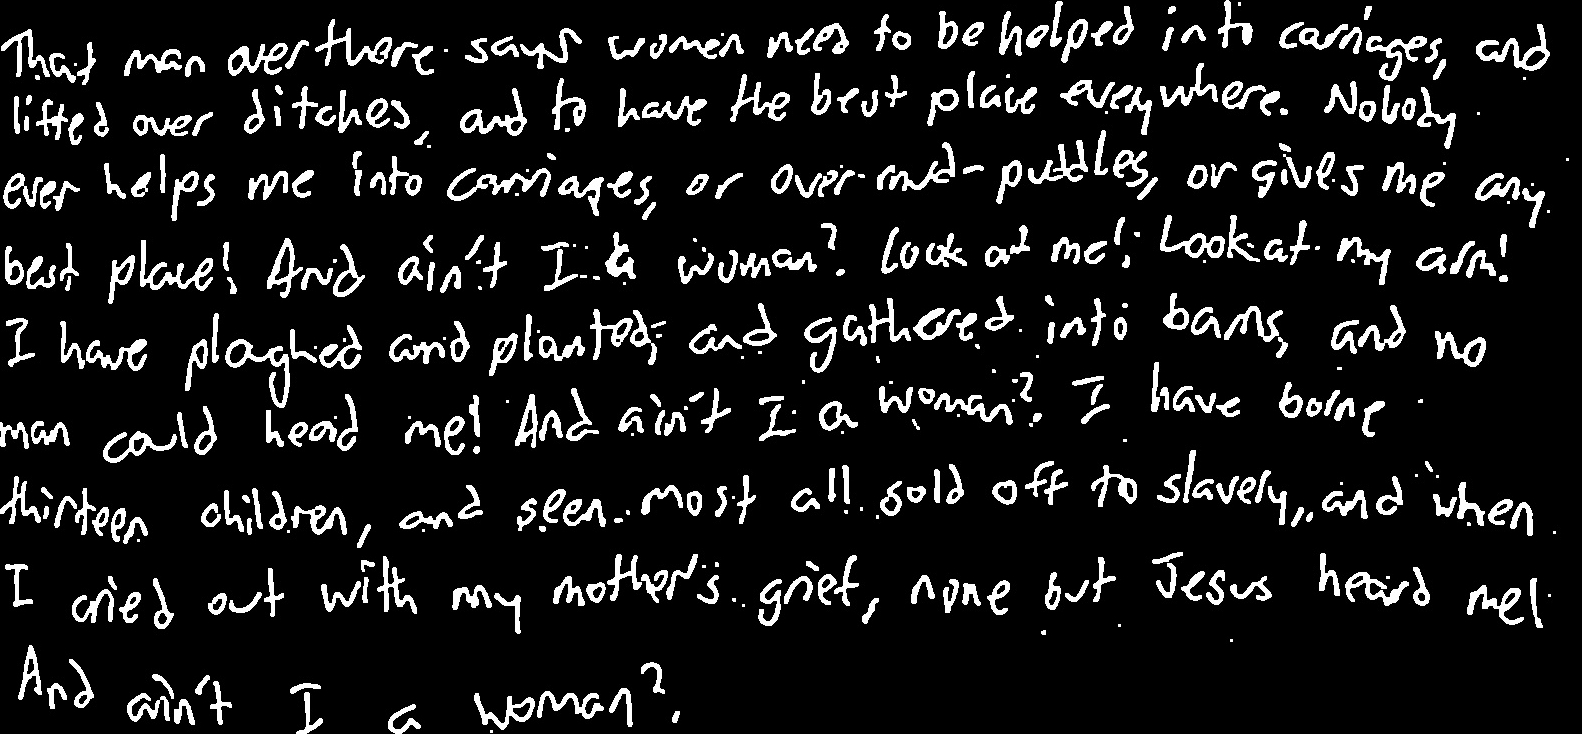 That man over there says women need to be helped into carriages, and
lifted over ditches, and to have the best place everywhere. Nobody
ever helps me into carriages, or over mud-puddles, or gives me any
best place! And ain't I a woman? Look at me! Look at my arm!
I have ploghed and planted, and gathered into barns, and no
man could head me! And ain't I a woman? I have borne
thirteen children, and seen most all sold off to slavery, and when
I cried out with my mother's grief, none but Jesus heard me!
And ain't I a woman?